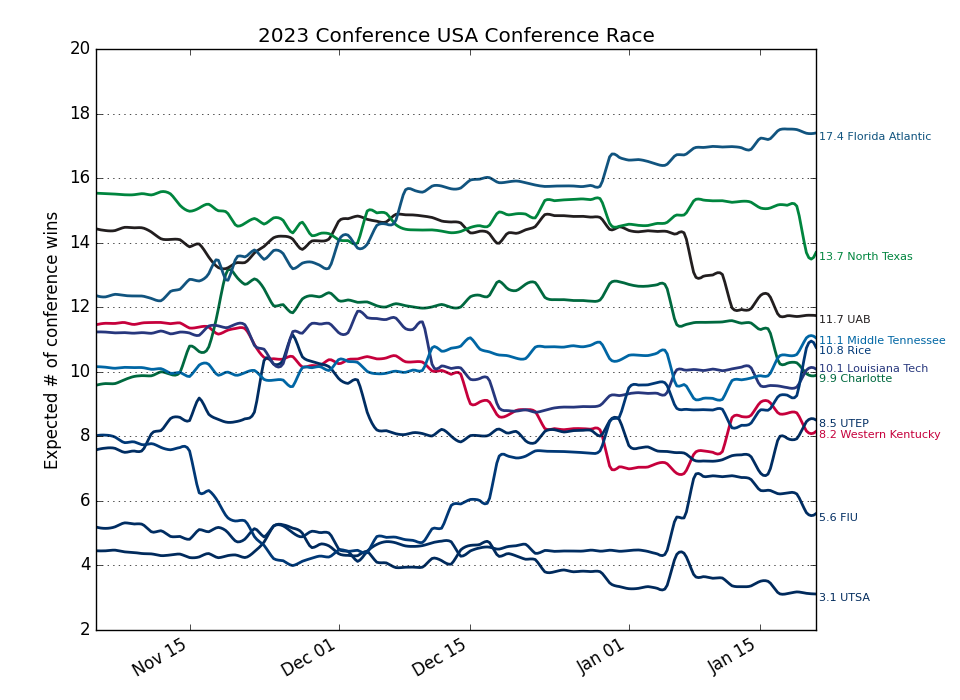 2023 Conference USA Conference Race
Expected # of conference wins
20
18
16
14
12
10
8
6
4
2
Nov 15
Dec 01
Dec 15
Jan 01
Jan 15
17.4 Florida Atlantic
13.7 North Texas
11.7 UAB
11.1 Middle Tennessee
10.8 Rice
10.1 Louisiana Tech
9.9 Charlotte
8.5 UTEP
8.2 Western Kentucky
5.6 FIU
3.1 UTSA